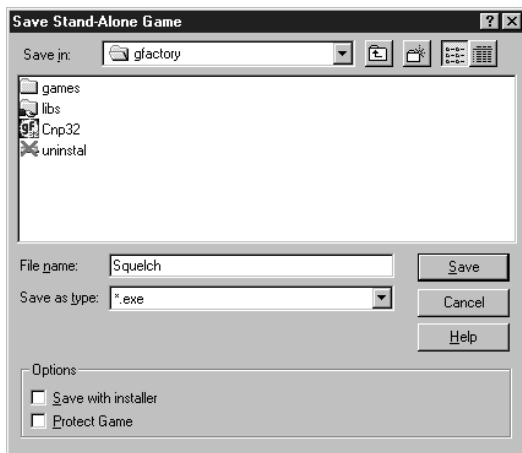 Save Stand-Alone Game
Save in: gfactory
games
libs
Cnp32
uninstal
File name: Squelch Save
Save as type: *.exe Cancel
Help
Options
Save with installer
Protect Game